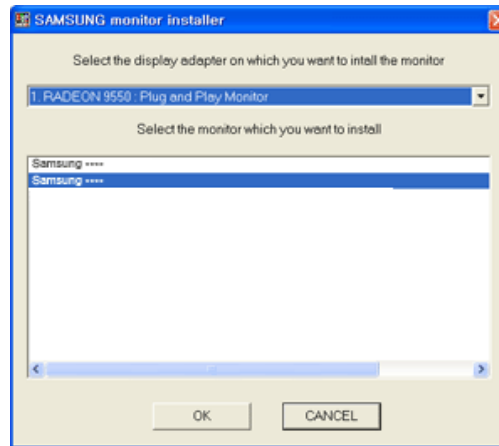 SAMSUNG monitor installer
Select the display adapter on which you want to intall the monitor
1. RADEON 9550 : Plug and Play Monitor
Select the monitor which you want to install
Samsung ----
Samsung ----
OK
CANCEL